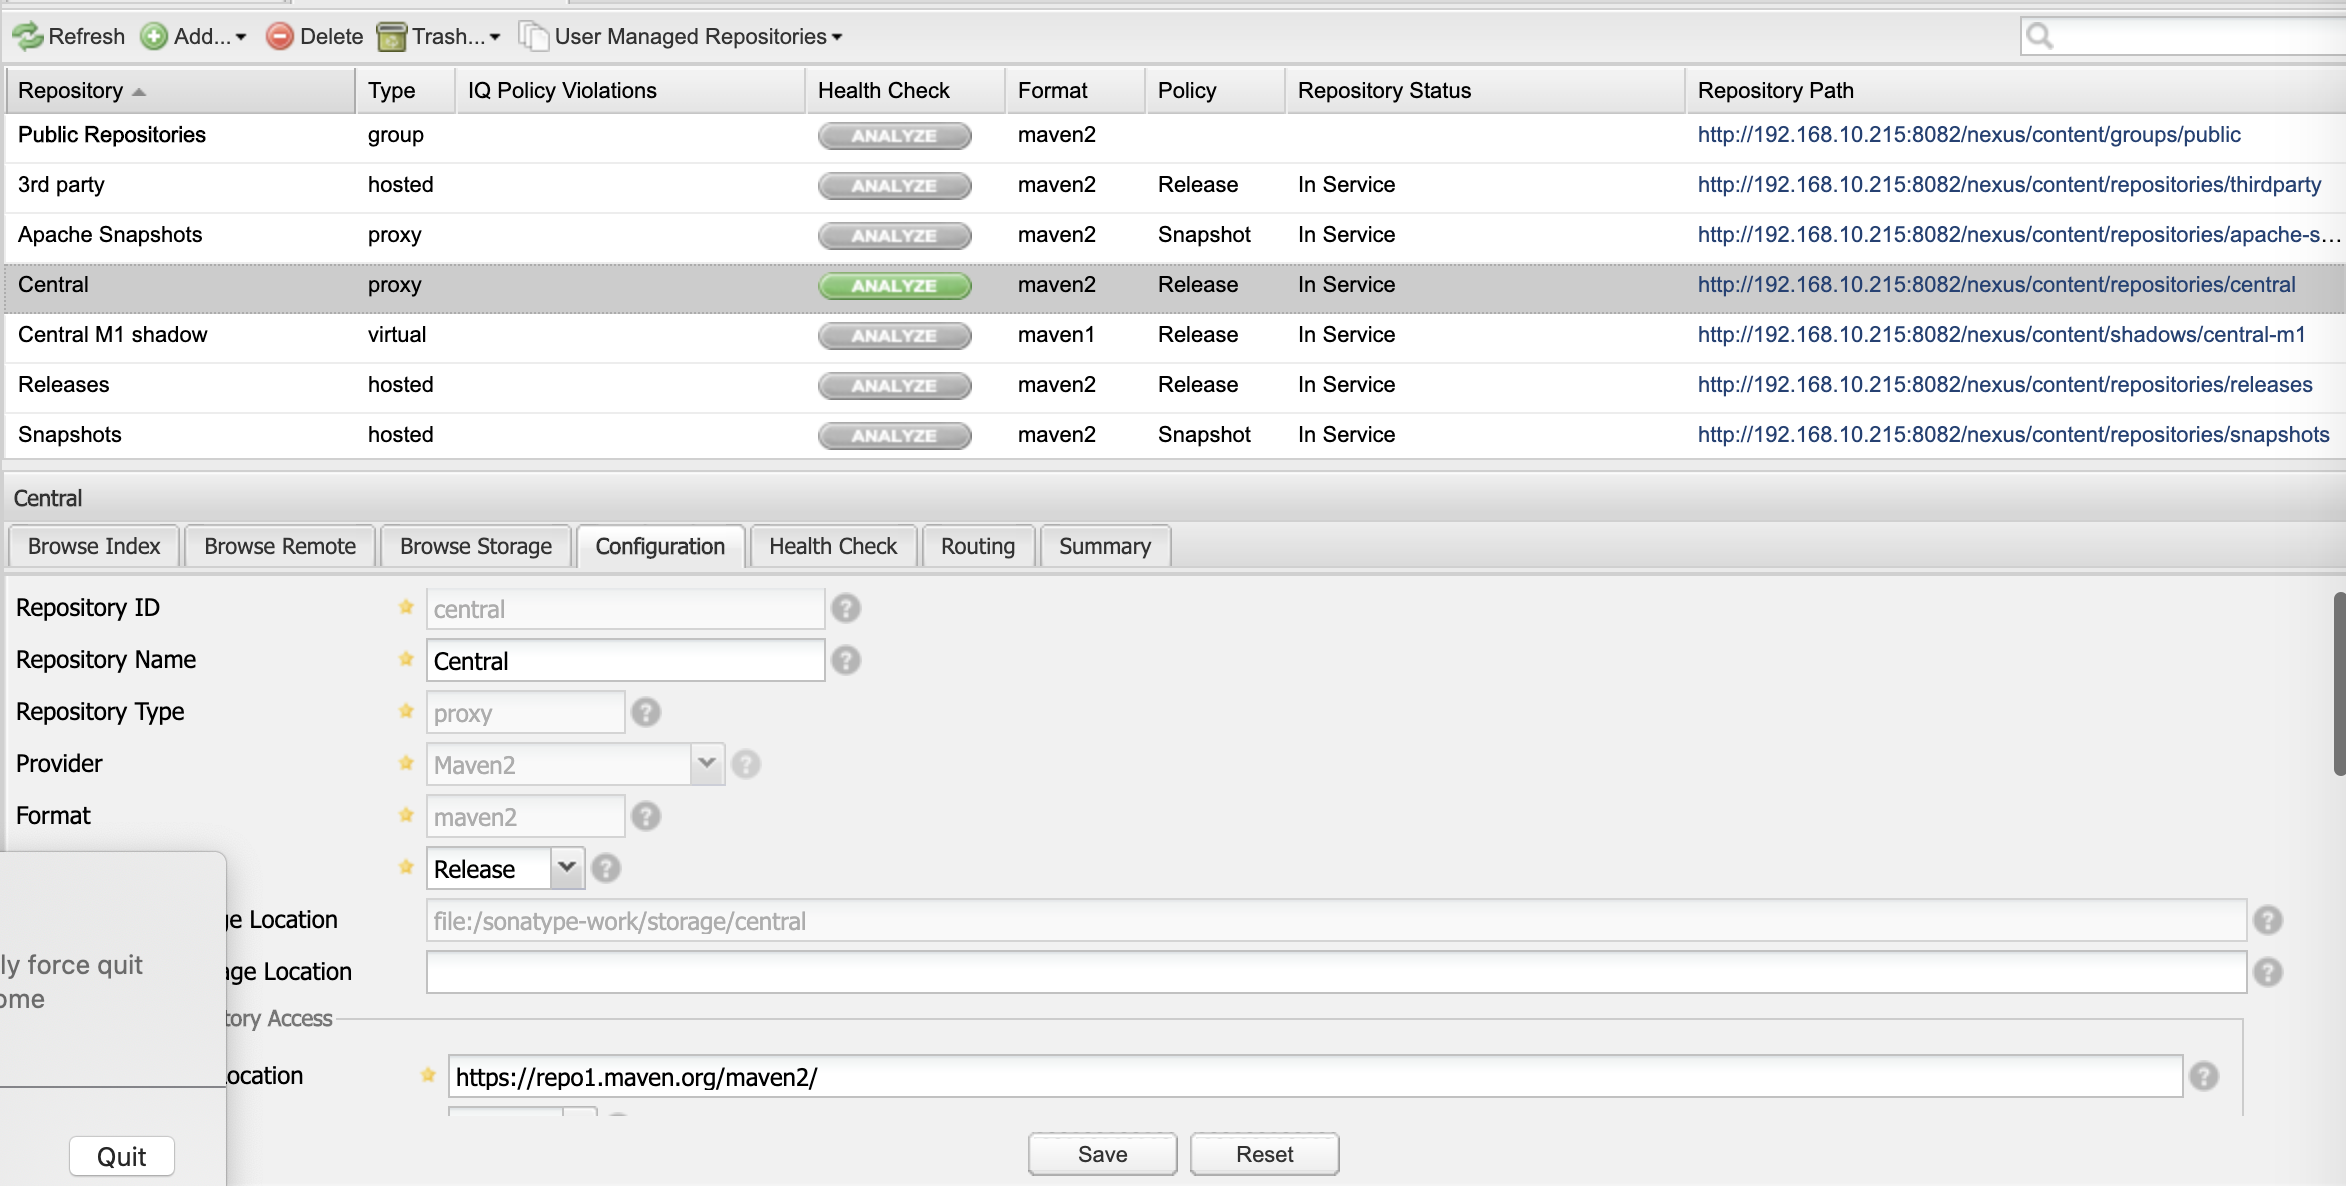 Refresh Add... Delete Trash... User Managed Repositories
Repository Type IQ Policy Violations Health Check Format Policy Repository Status Repository Path
Public Repositories group ANALYZE maven2 http://192.168.10.215:8082/nexus/content/groups/public
3rd party hosted ANALYZE maven2 Release In Service http://192.168.10.215:8082/nexus/content/repositories/thirdparty
Apache Snapshots proxy ANALYZE maven2 Snapshot In Service http://192.168.10.215:8082/nexus/content/repositories/apache-s...
Central proxy ANALYZE maven2 Release In Service http://192.168.10.215:8082/nexus/content/repositories/central
Central M1 shadow virtual ANALYZE maven1 Release In Service http://192.168.10.215:8082/nexus/content/shadows/central-m1
Releases hosted ANALYZE maven2 Release In Service http://192.168.10.215:8082/nexus/content/repositories/releases
Snapshots hosted ANALYZE maven2 Snapshot In Service http://192.168.10.215:8082/nexus/content/repositories/snapshots
Central
Browse Index Browse Remote Browse Storage Configuration Health Check Routing Summary
Repository ID central
Repository Name Central
Repository Type proxy
Provider Maven2
Format maven2
Release
ge Location file:/sonatype-work/storage/central
age Location
ly force quit
ome
tory Access
ocation https://repo1.maven.org/maven2/
Save Reset
Quit